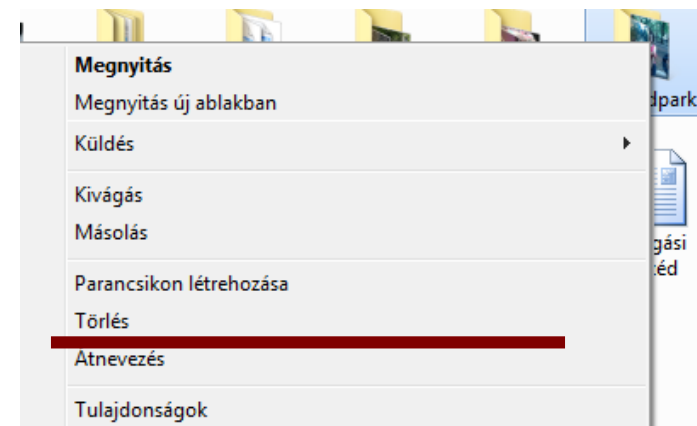 Megnyitás
Megnyitás új ablakban
Küldés
Kivágás
Másolás
Parancsikon létrehozása
Törlés
Átnevezés
Tulajdonságok